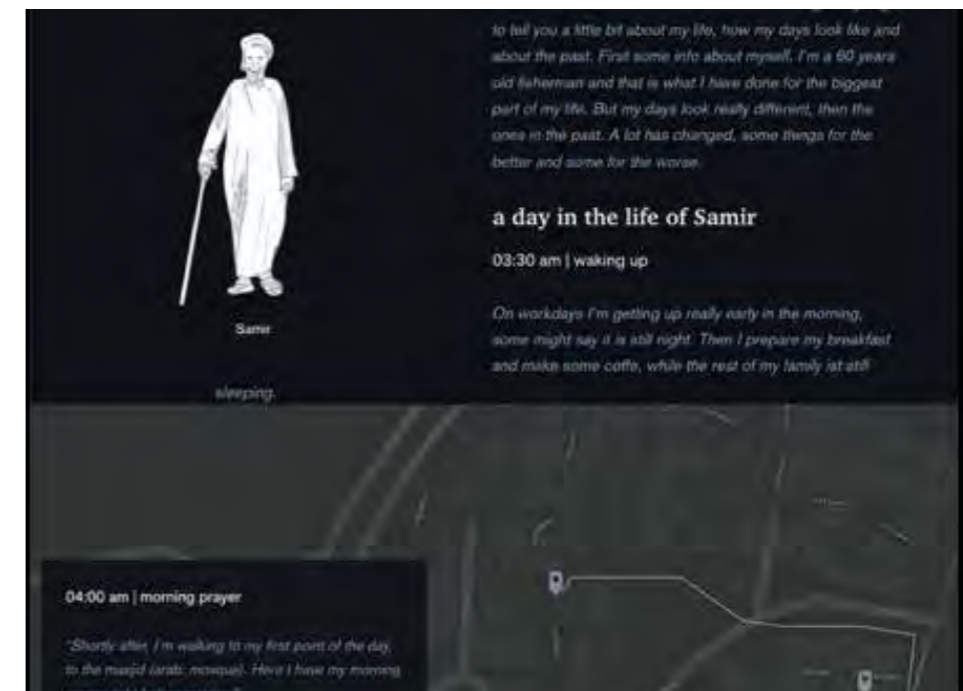 to tell you a little bit about my life, how my days look like and
about the past. First some info about myself. I'm a 60 years
old fisherman and that is what I have done for the biggest
part of my life. But my days look really different, then the
ones in the past. A lot has changed, some things for the
better and some for the worse.
a day in the life of Samir
03:30 am | waking up
On workdays I'm getting up really early in the morning,
some might say it is still night. Then I prepare my breakfast
and make some coffe, while the rest of my family ist still
Samir
sleeping.
04:00 am | morning prayer
"Shortly after, I'm walking to my first point of the day,
to the masjid (arab: mosque). Here I have my morning